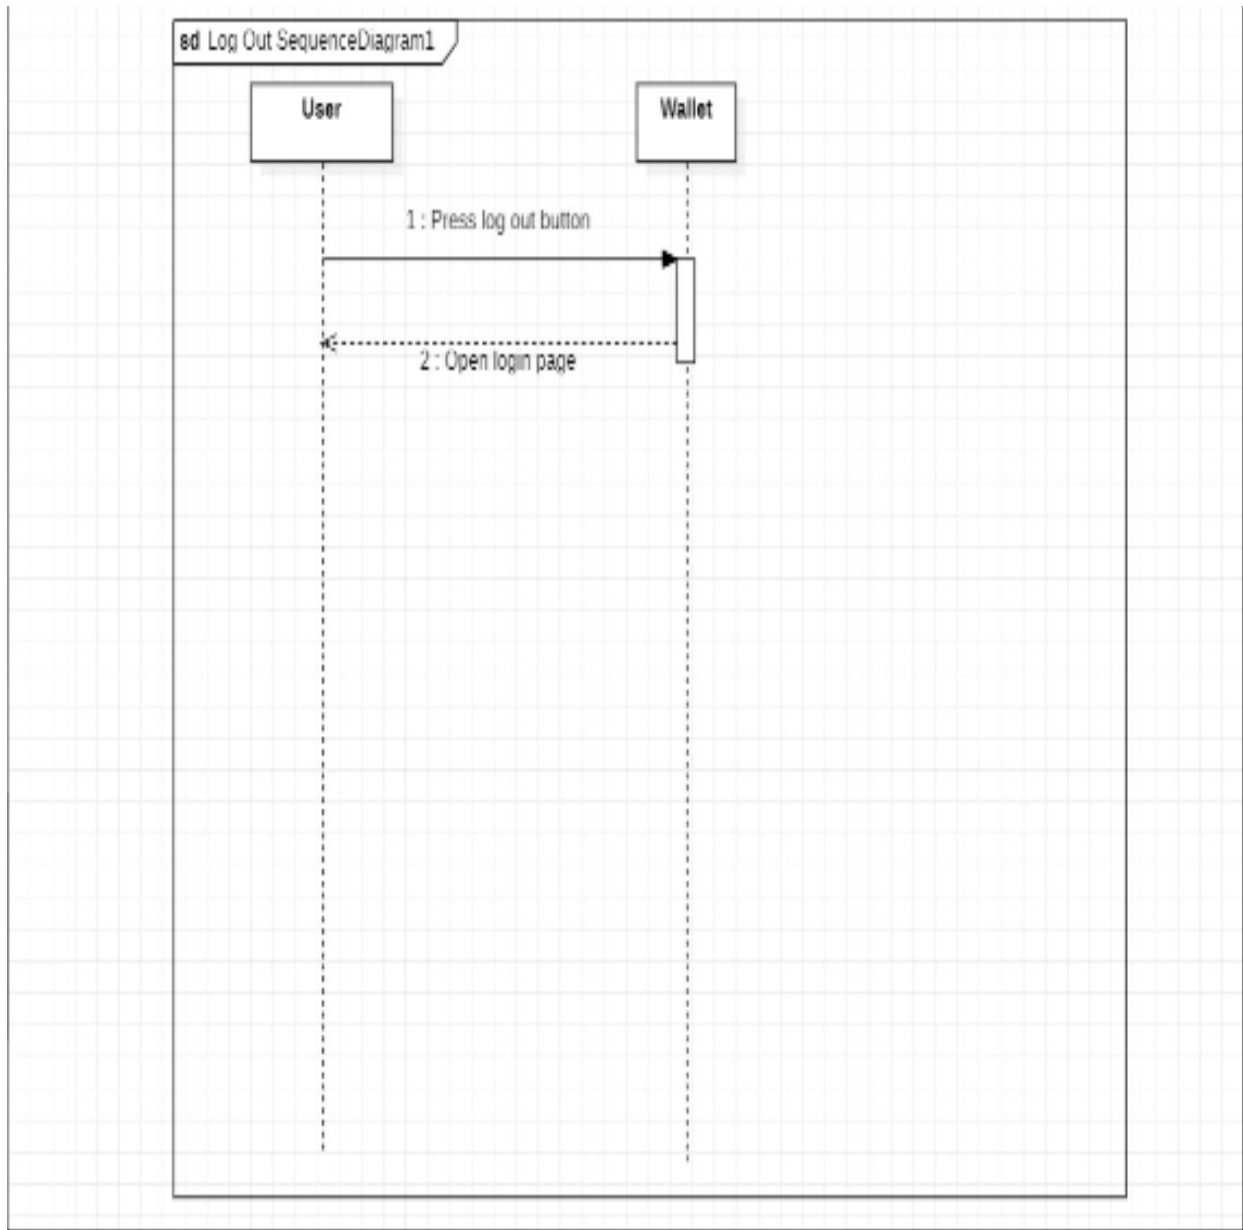 sd Log Out SequenceDiagram1
User
Wallet
1 : Press log out button
2 : Open login page